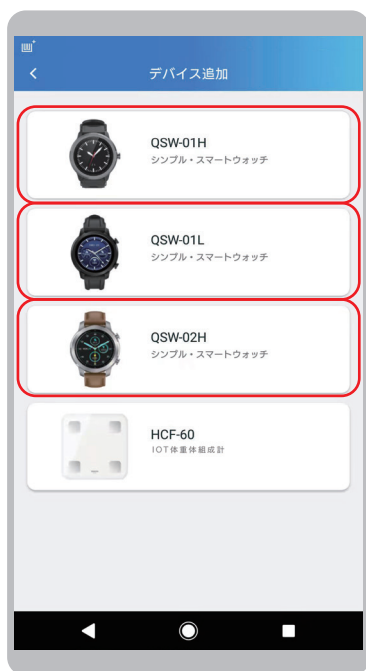 デバイス追加
QSW-01H
シンプル・スマートウォッチ
QSW-01L
シンプル・スマートウォッチ
QSW-02H
シンプル・スマートウォッチ
HCF-60
IOT体重体組成計